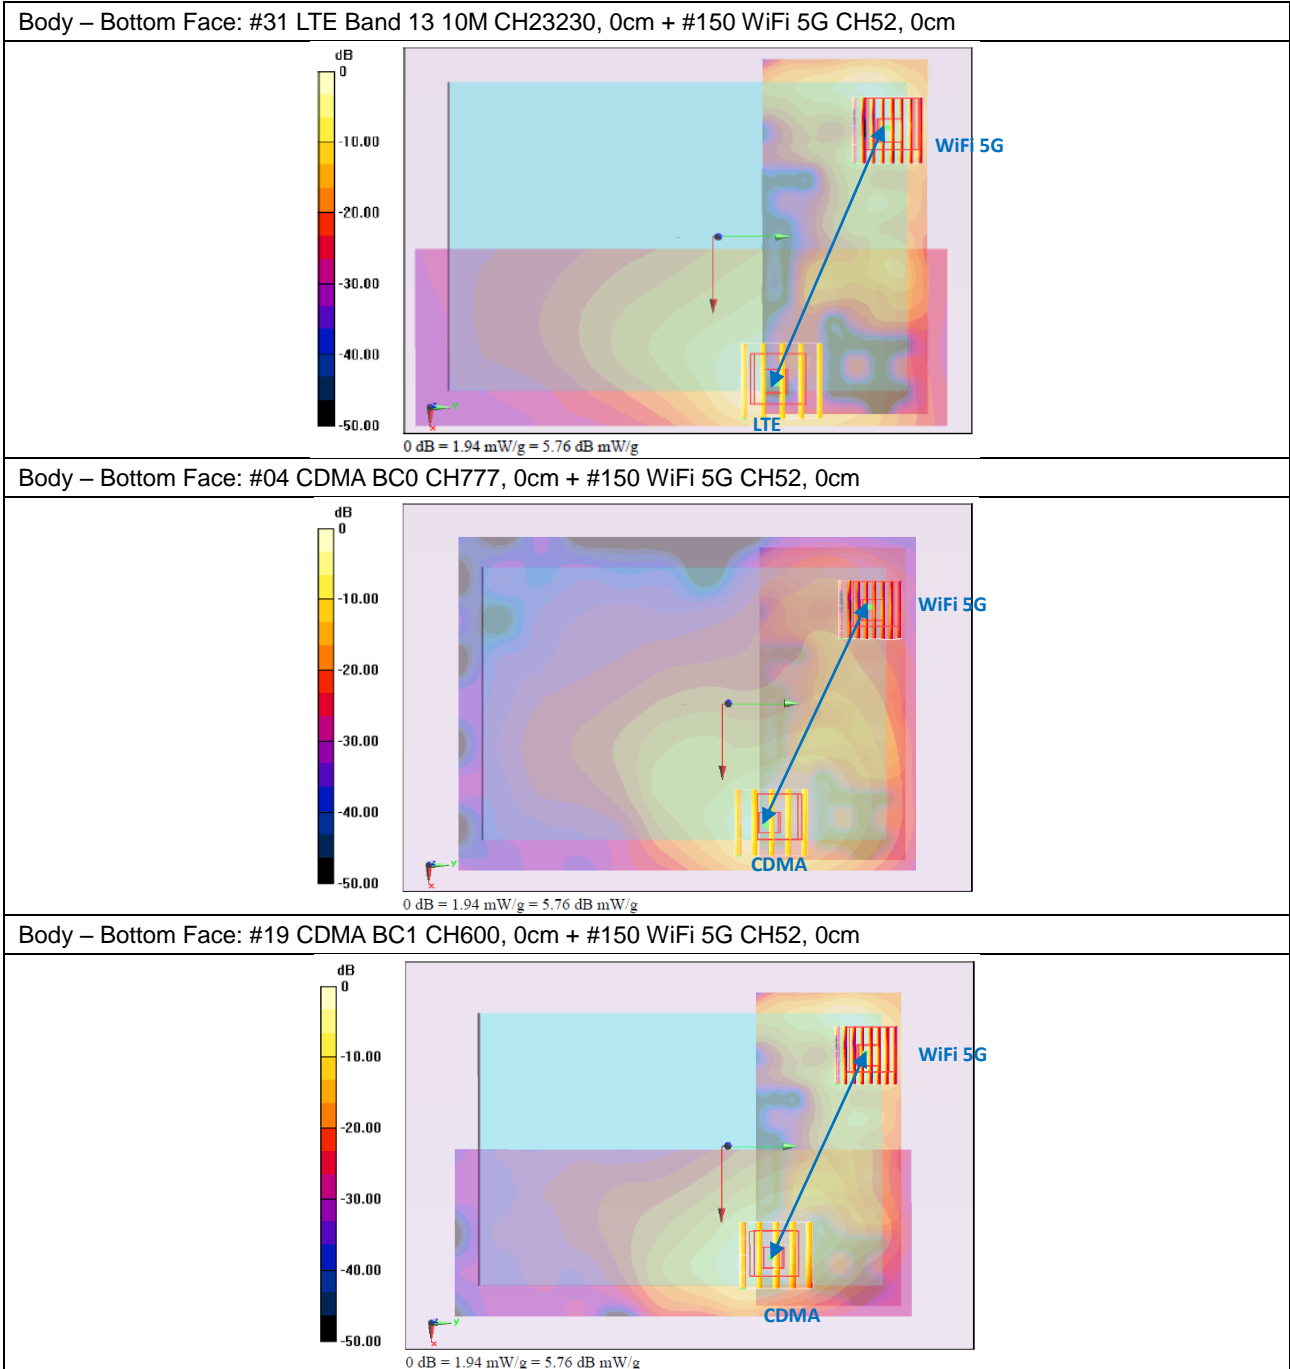 Body – Bottom Face: #31 LTE Band 13 10M CH23230, 0cm + #150 WiFi 5G CH52, 0cm
dB
0
-10.00
-20.00
-30.00
-40.00
-50.00
WiFi 5G
LTE
y
x
0 dB = 1.94 mW/g = 5.76 dB mW/g
Body – Bottom Face: #04 CDMA BC0 CH777, 0cm + #150 WiFi 5G CH52, 0cm
dB
0
-10.00
-20.00
-30.00
-40.00
-50.00
WiFi 5G
CDMA
y
x
0 dB = 1.94 mW/g = 5.76 dB mW/g
Body – Bottom Face: #19 CDMA BC1 CH600, 0cm + #150 WiFi 5G CH52, 0cm
dB
0
-10.00
-20.00
-30.00
-40.00
-50.00
WiFi 5G
CDMA
y
x
0 dB = 1.94 mW/g = 5.76 dB mW/g